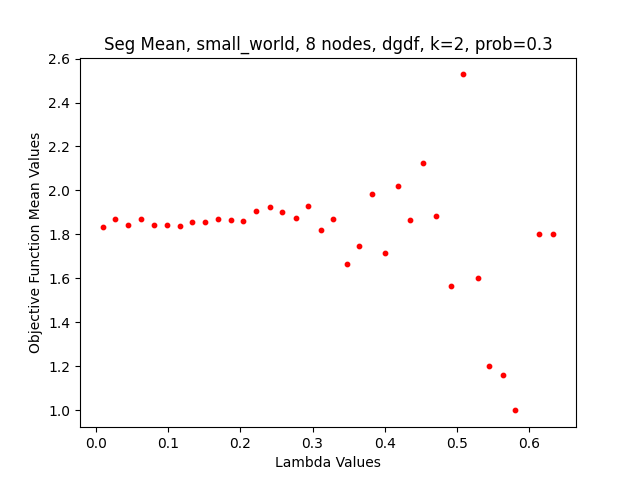 Seg Mean, small_world, 8 nodes, dgdf, k=2, prob=0.3
Objective Function Mean Values
2.6
2.4
2.2
2.0
1.8
1.6
1.4
1.2
1.0
0.0 0.1 0.2 0.3 0.4 0.5 0.6
Lambda Values